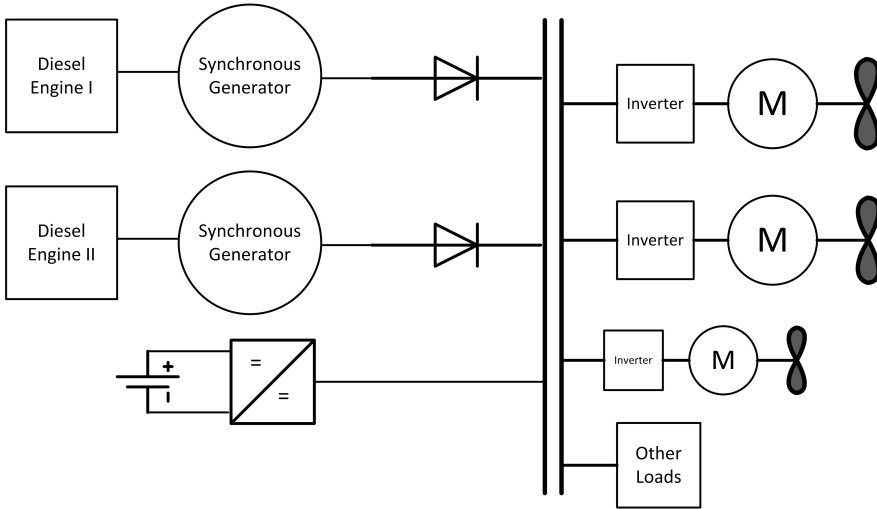 Diesel
Engine I
Synchronous
Generator
Inverter
M
Diesel
Engine II
Synchronous
Generator
Inverter
M
+
=
=
Inverter
M
Other
Loads